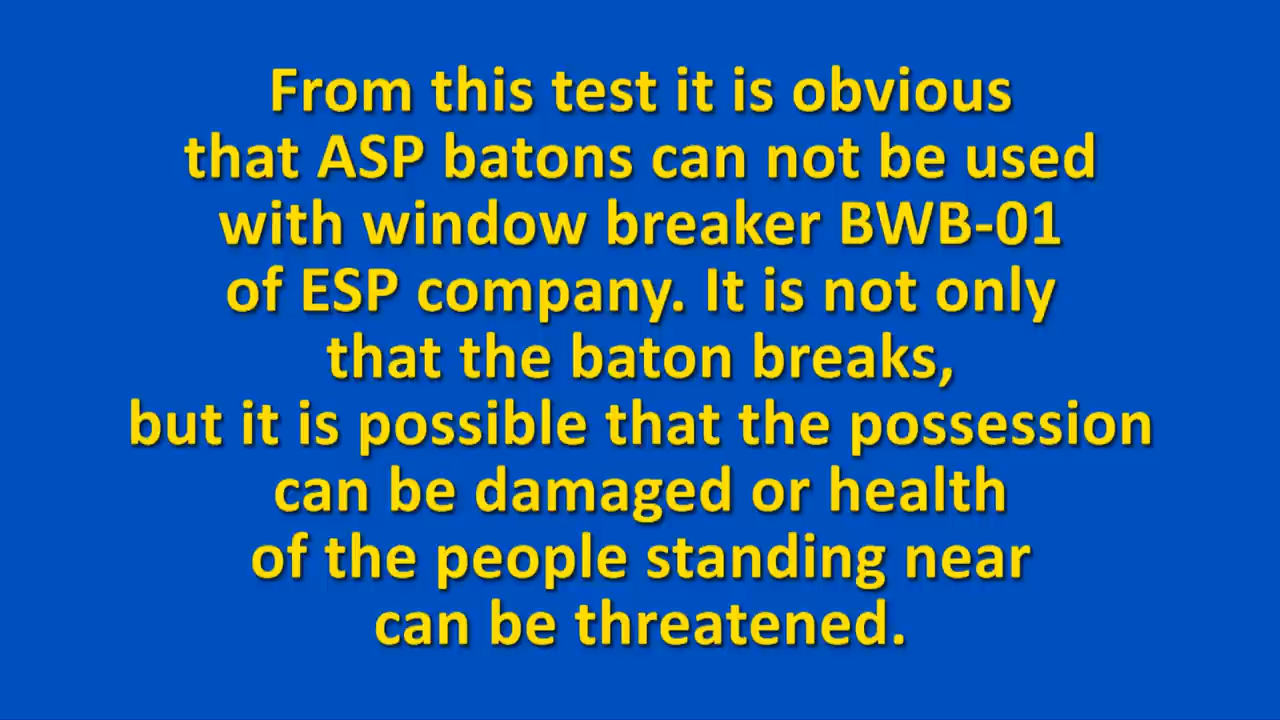 From this test it is obvious
that ASP batons can not be used
with window breaker BWB-01
of ESP company. It is not only
that the baton breaks,
but it is possible that the possession
can be damaged or health
of the people standing near
can be threatened.